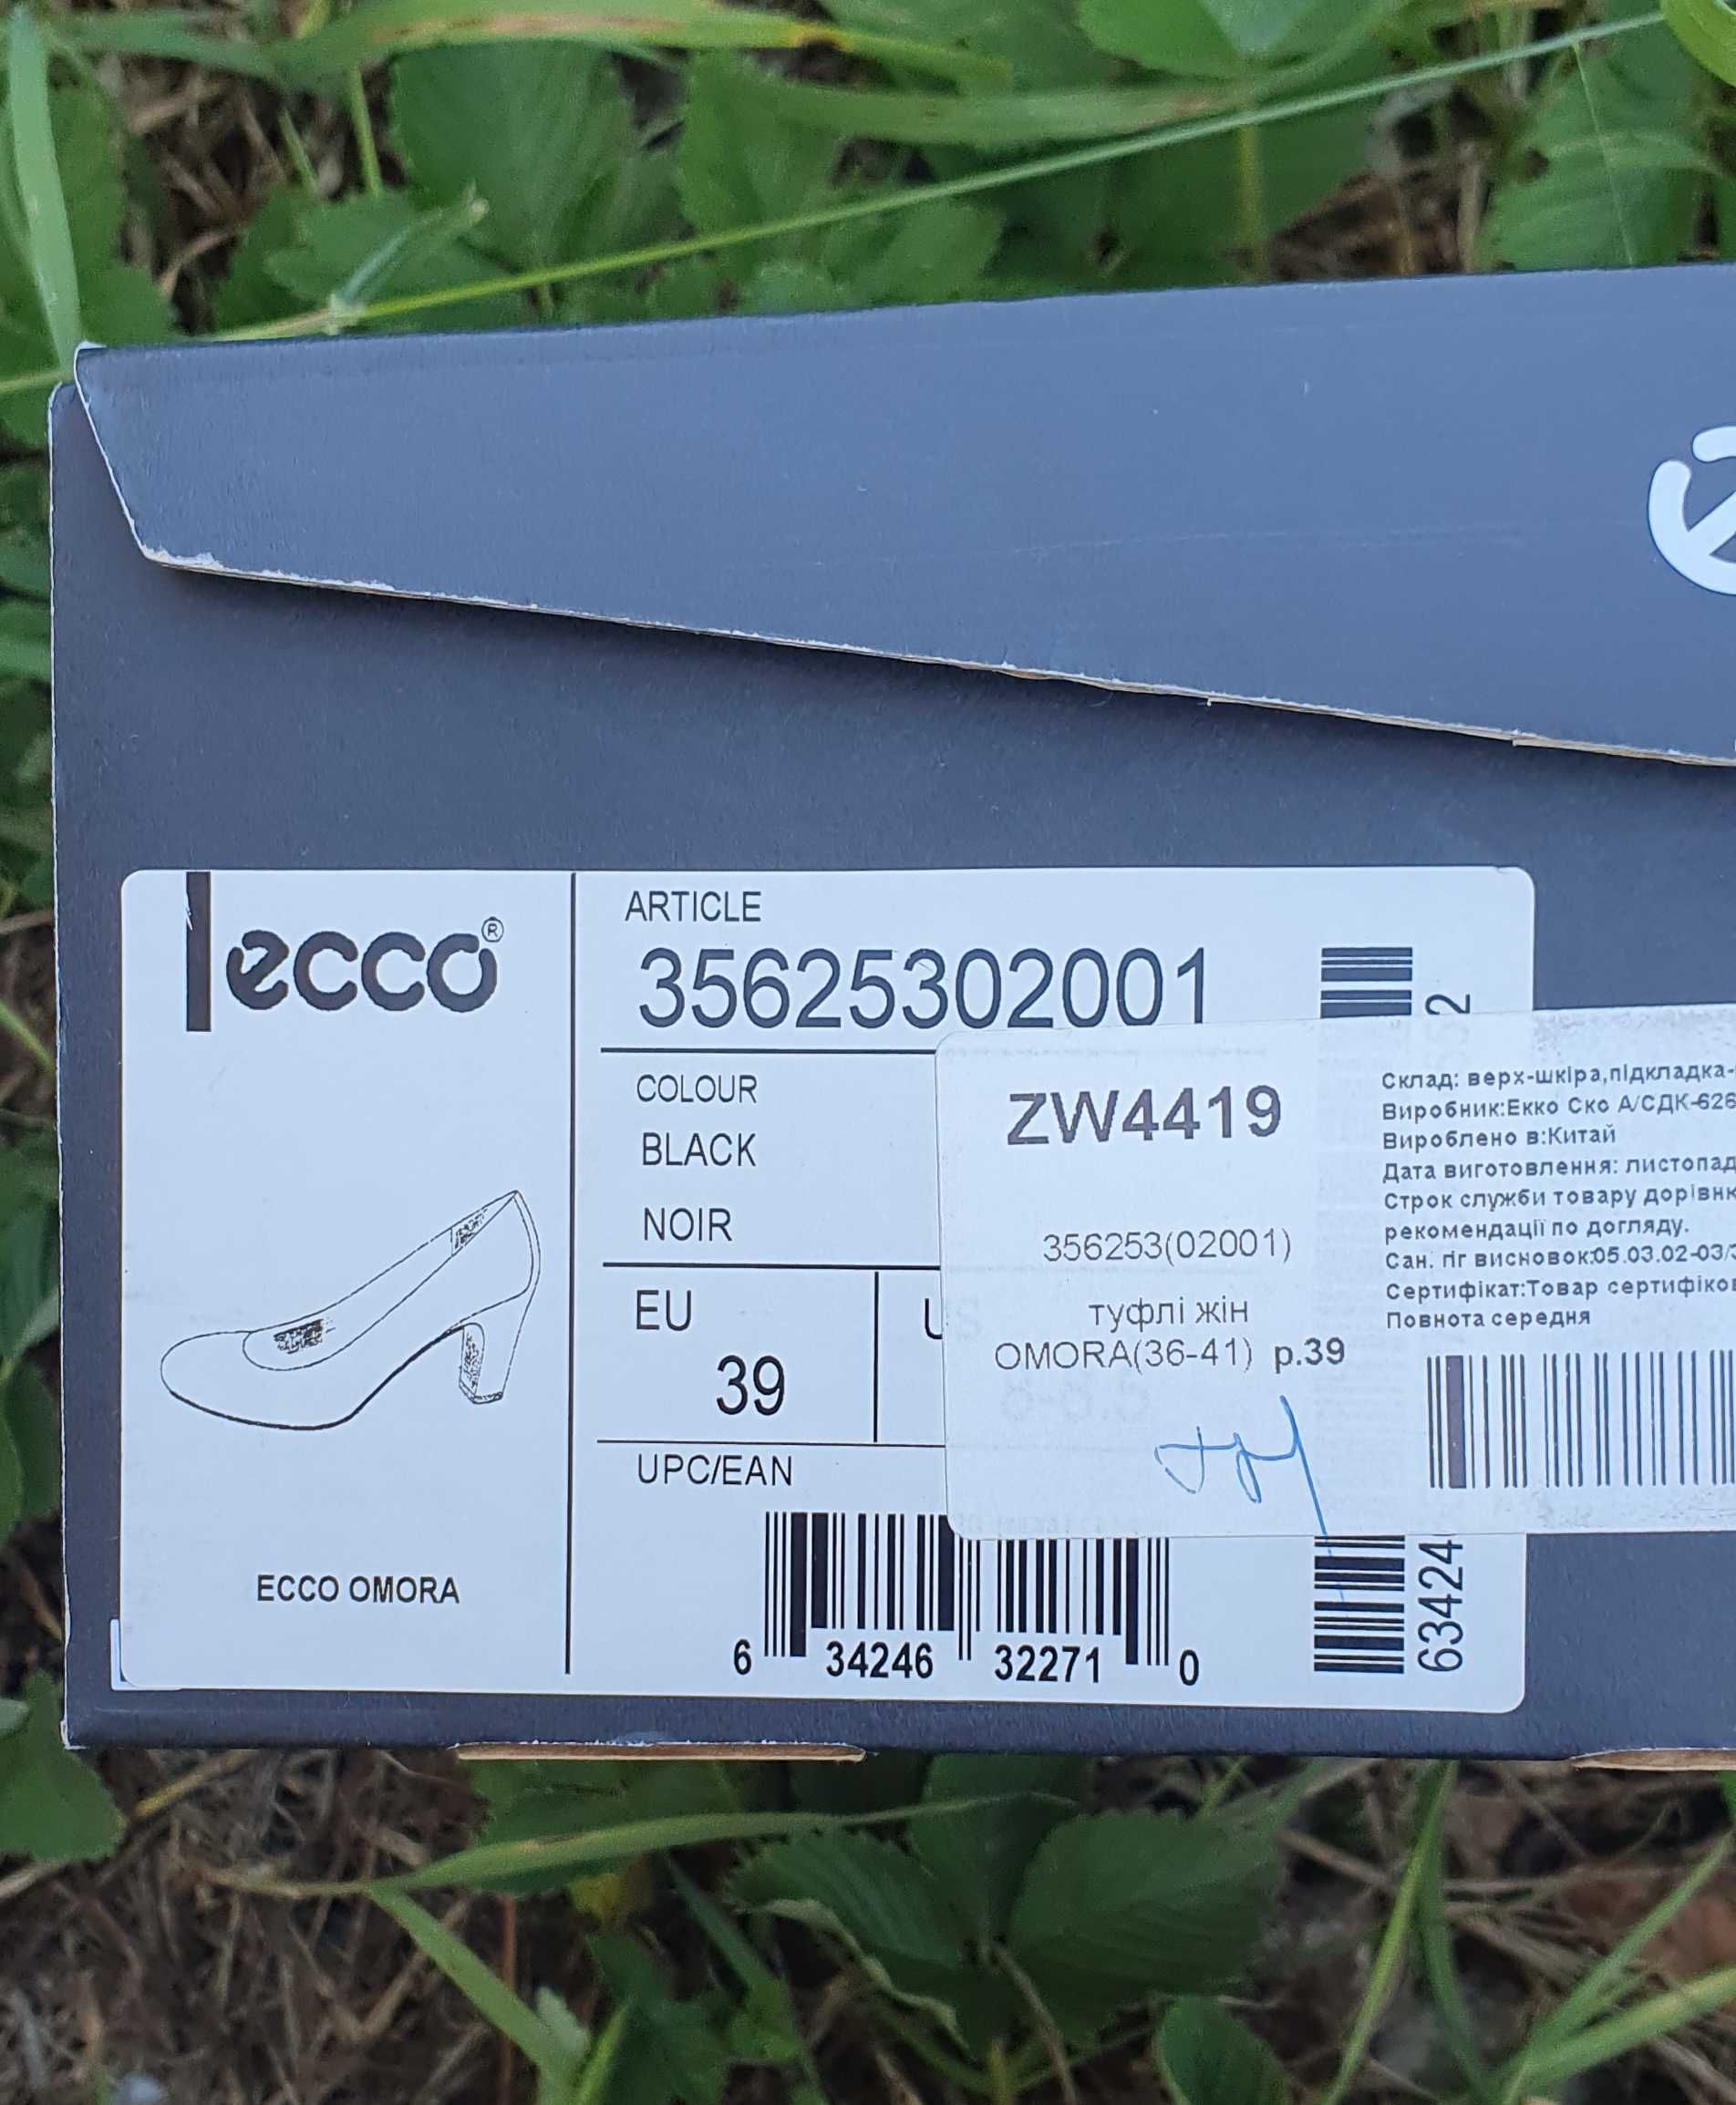 ecco®
ARTICLE
35625302001
COLOUR
BLACK
NOIR
EU
39
UPC/EAN
6 34246 32271 0
ECCO OMORA
2
63424
ZW4419
356253(02001)
туфлі жін
OMORA(36-41) р.39
Склад: верх-шкіра,підкладка-
Виробник:Екко Ско А/СДК-626
Вироблено в:Китай
Дата виготовлення: листопад
Строк служби товару
рекомендації по догляду.
Сан. гіг висновок:05.03.02-03/3
Сертифікат:Товар
Повнота середня